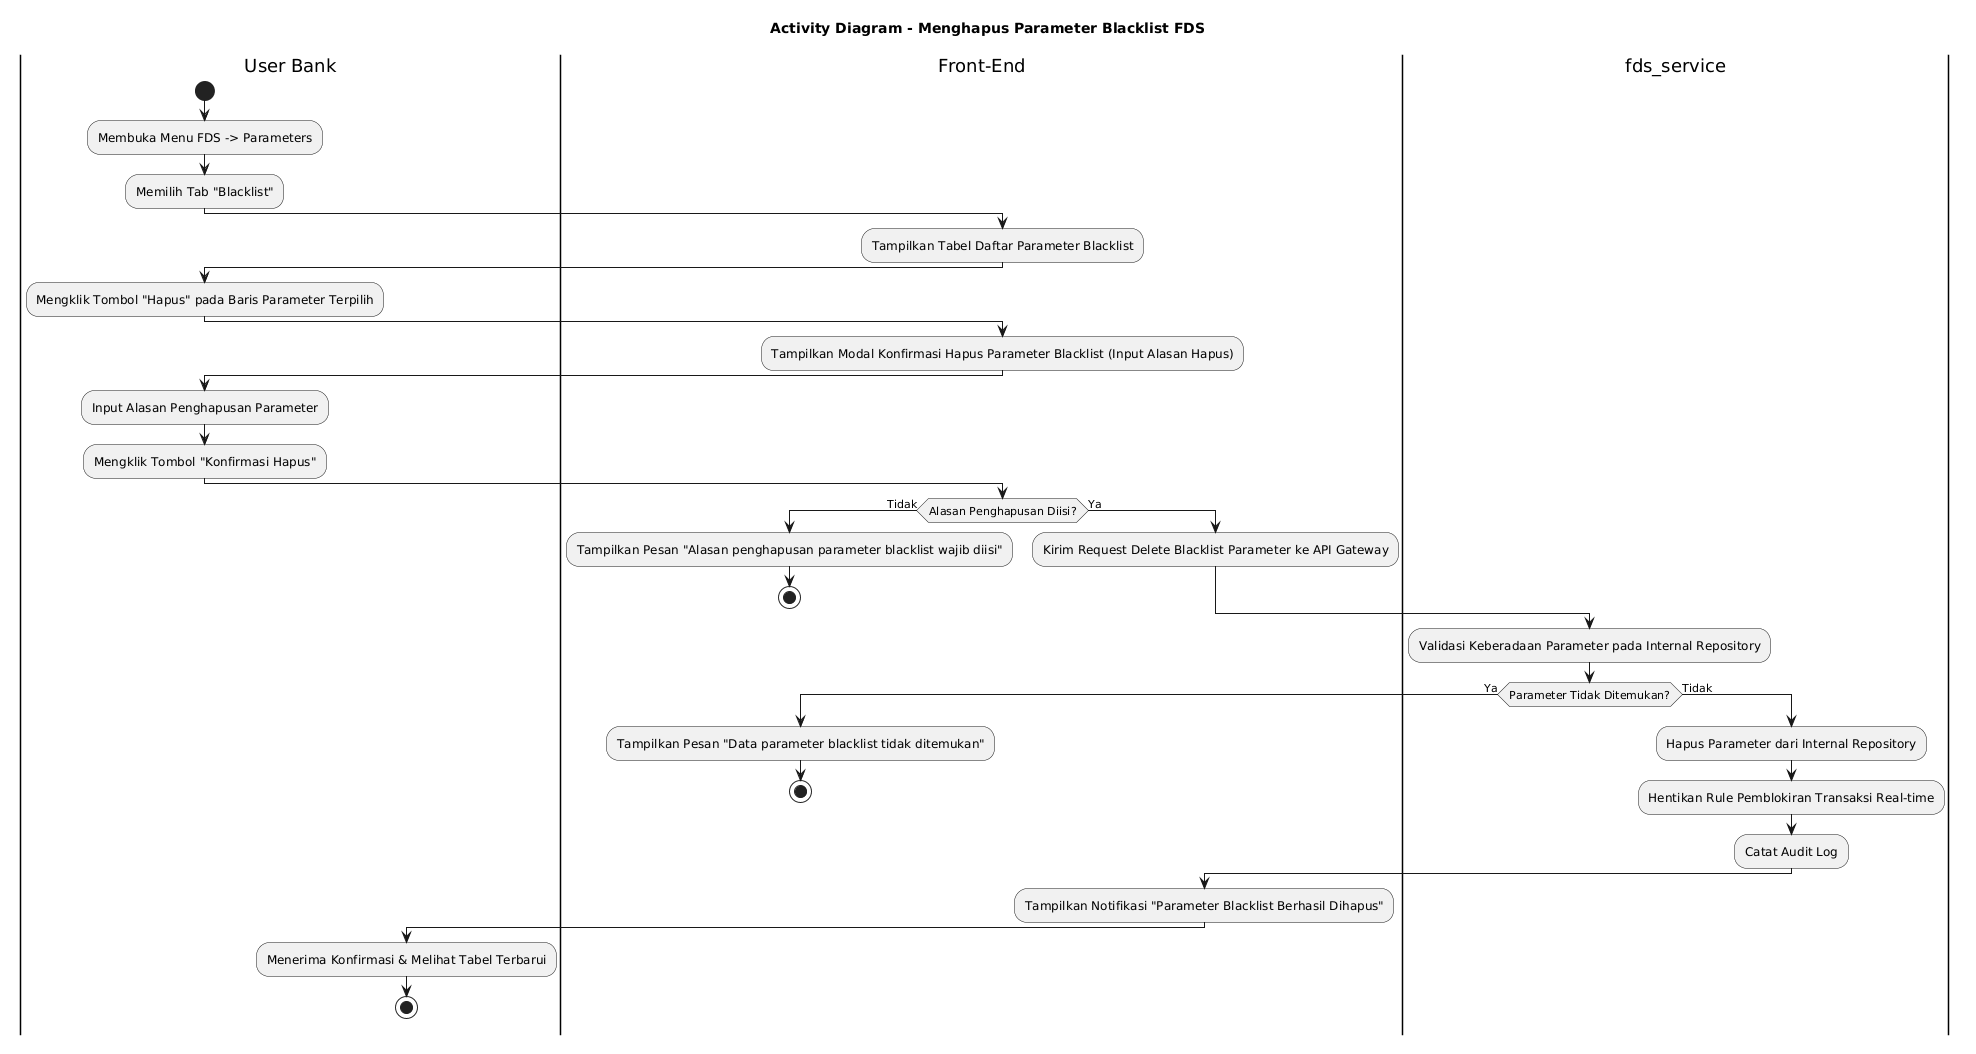 Activity Diagram - Menghapus Parameter Blacklist FDS
User Bank
Front-End
fds_service
Membuka Menu FDS -> Parameters
Memilih Tab "Blacklist"
Tampilkan Tabel Daftar Parameter Blacklist
Mengklik Tombol "Hapus" pada Baris Parameter Terpilih
Tampilkan Modal Konfirmasi Hapus Parameter Blacklist (Input Alasan Hapus)
Input Alasan Penghapusan Parameter
Mengklik Tombol "Konfirmasi Hapus"
Tidak
Alasan Penghapusan Diisi?
Ya
Tampilkan Pesan "Alasan penghapusan parameter blacklist wajib diisi"
Kirim Request Delete Blacklist Parameter ke API Gateway
Validasi Keberadaan Parameter pada Internal Repository
Ya
Parameter Tidak Ditemukan?
Tidak
Tampilkan Pesan "Data parameter blacklist tidak ditemukan"
Hapus Parameter dari Internal Repository
Hentikan Rule Pemblokiran Transaksi Real-time
Catat Audit Log
Tampilkan Notifikasi "Parameter Blacklist Berhasil Dihapus"
Menerima Konfirmasi & Melihat Tabel Terbarui